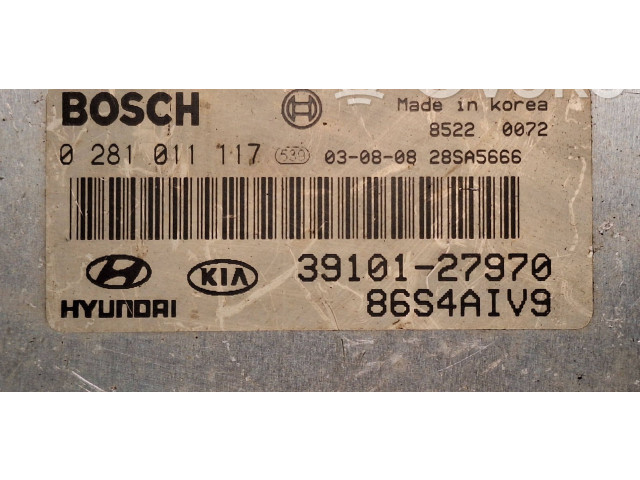 BOSCH
Made in korea
8522 0072
0 281 011 117 539 03-08-08 28SA5666
HYUNDAI KIA 39101-27970
86S4AIV9